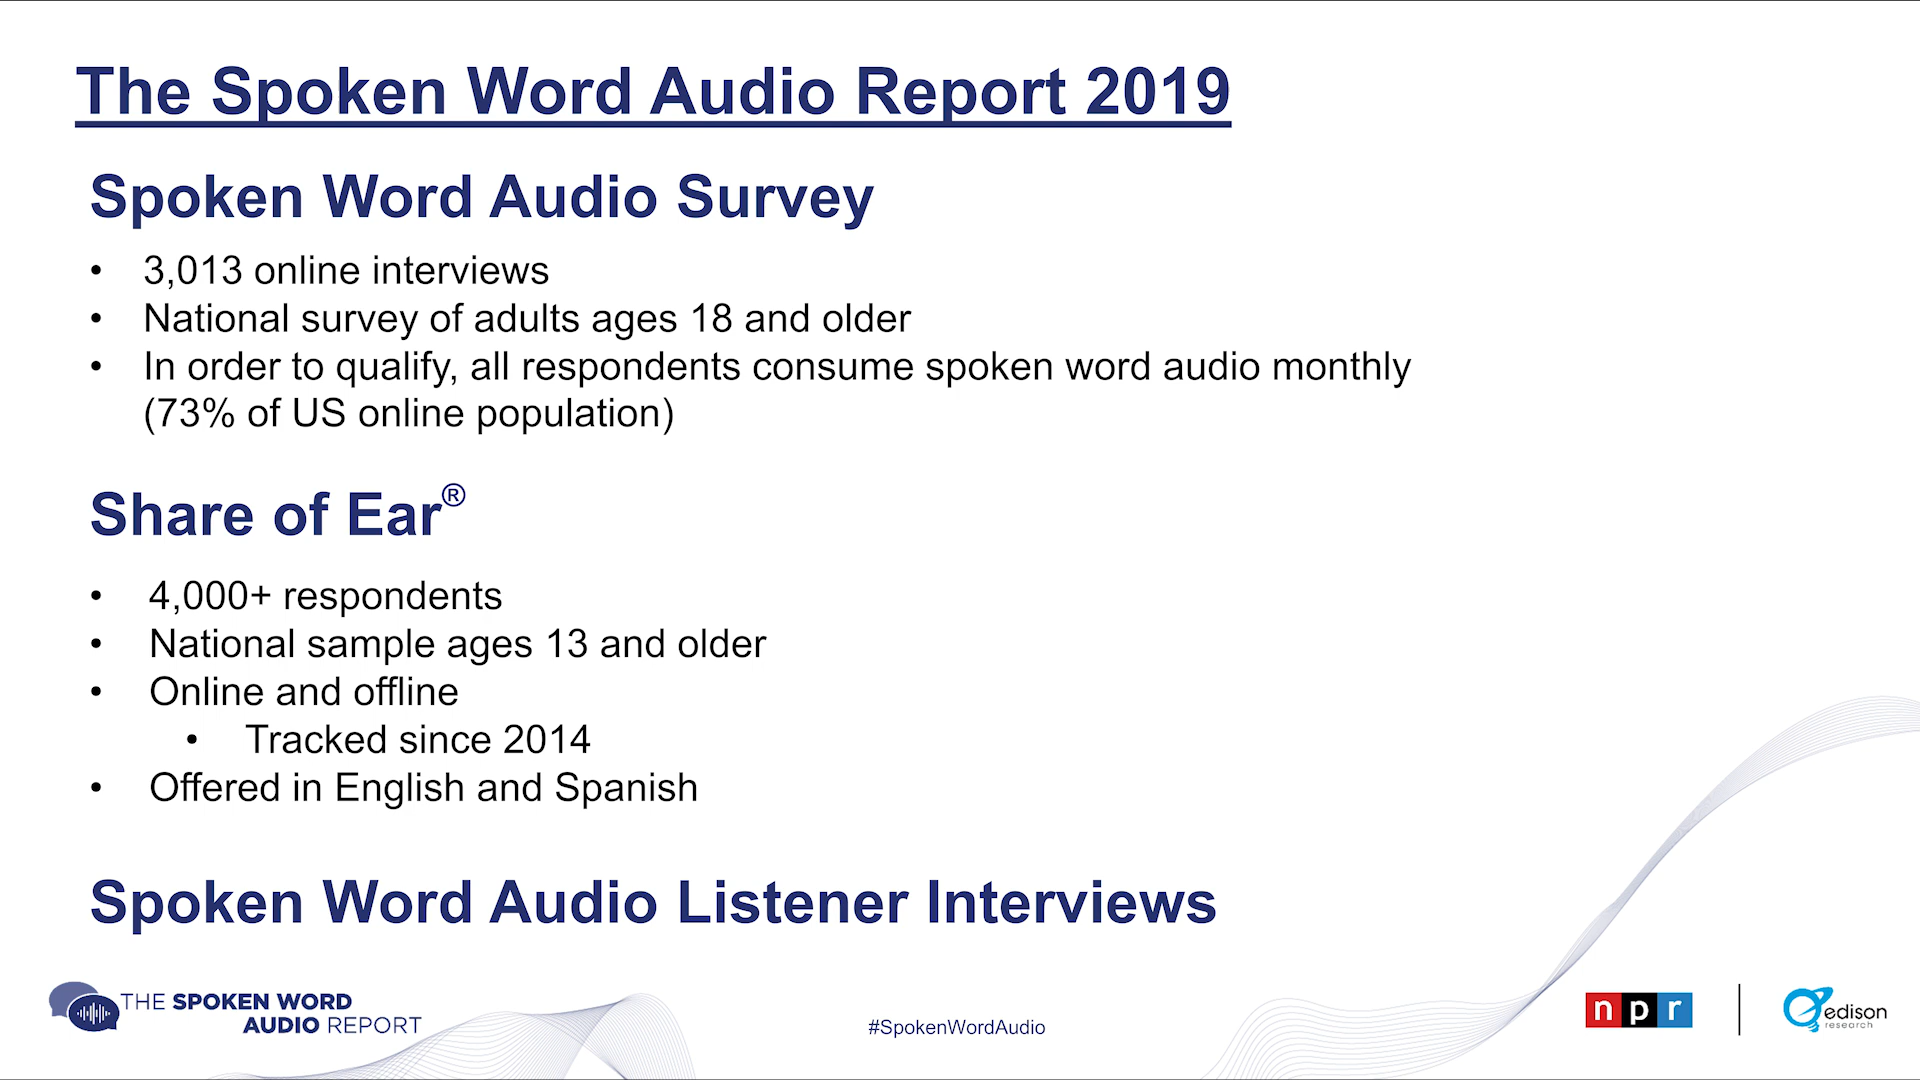 The Spoken Word Audio Report 2019
Spoken Word Audio Survey
• 3,013 online interviews
• National survey of adults ages 18 and older
• In order to qualify, all respondents consume spoken word audio monthly
(73% of US online population)
Share of Ear®
• 4,000+ respondents
• National sample ages 13 and older
• Online and offline
• Tracked since 2014
• Offered in English and Spanish
Spoken Word Audio Listener Interviews
THE SPOKEN WORD
AUDIO REPORT
#SpokenWordAudio
npr
edison
research